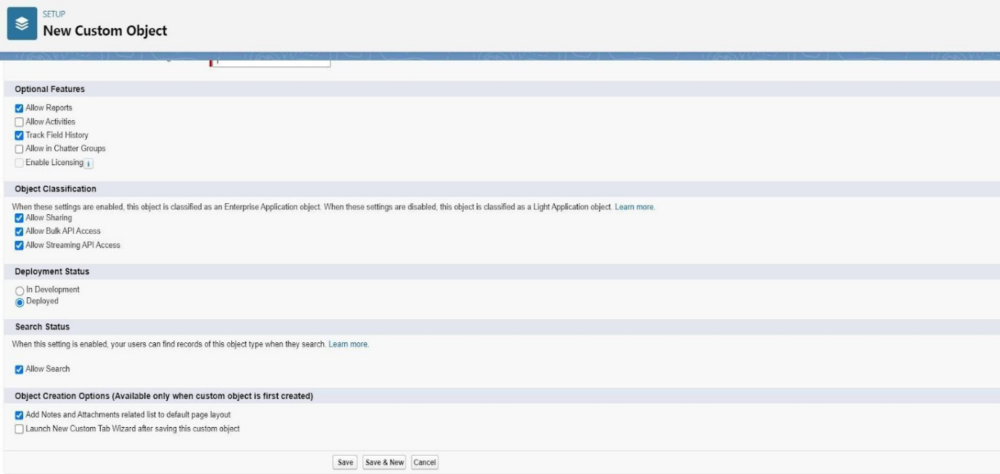 SETUP
New Custom Object
Optional Features
Allow Reports
Allow Activities
Track Field History
Allow in Chatter Groups
Enable Licensing i
Object Classification
When these settings are enabled, this object is classified as an Enterprise Application object. When these settings are disabled, this object is classified as a Light Application object. Learn more.
Allow Sharing
Allow Bulk API Access
Allow Streaming API Access
Deployment Status
In Development
Deployed
Search Status
When this setting is enabled, your users can find records of this object type when they search. Learn more.
Allow Search
Object Creation Options (Available only when custom object is first created)
Add Notes and Attachments related list to default page layout
Launch New Custom Tab Wizard after saving this custom object
Save Save & New Cancel